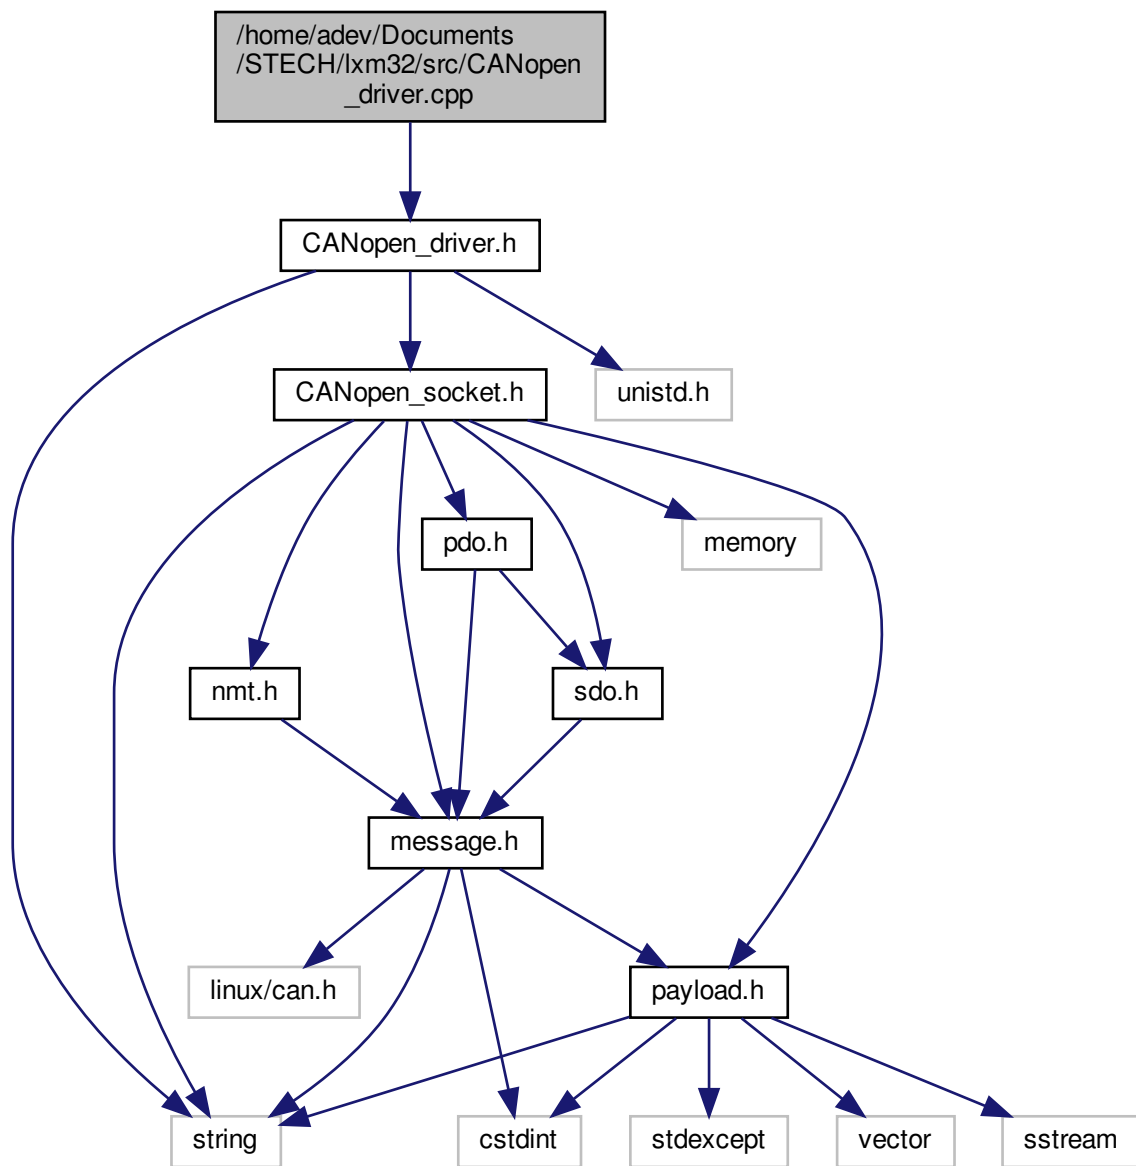 /home/adev/Documents
/STECH/lxm32/src/CANopen
_driver.cpp
CANopen_driver.h
CANopen_socket.h
unistd.h
pdo.h
memory
nmt.h
sdo.h
message.h
linux/can.h
payload.h
string
cstdint
stdexcept
vector
sstream